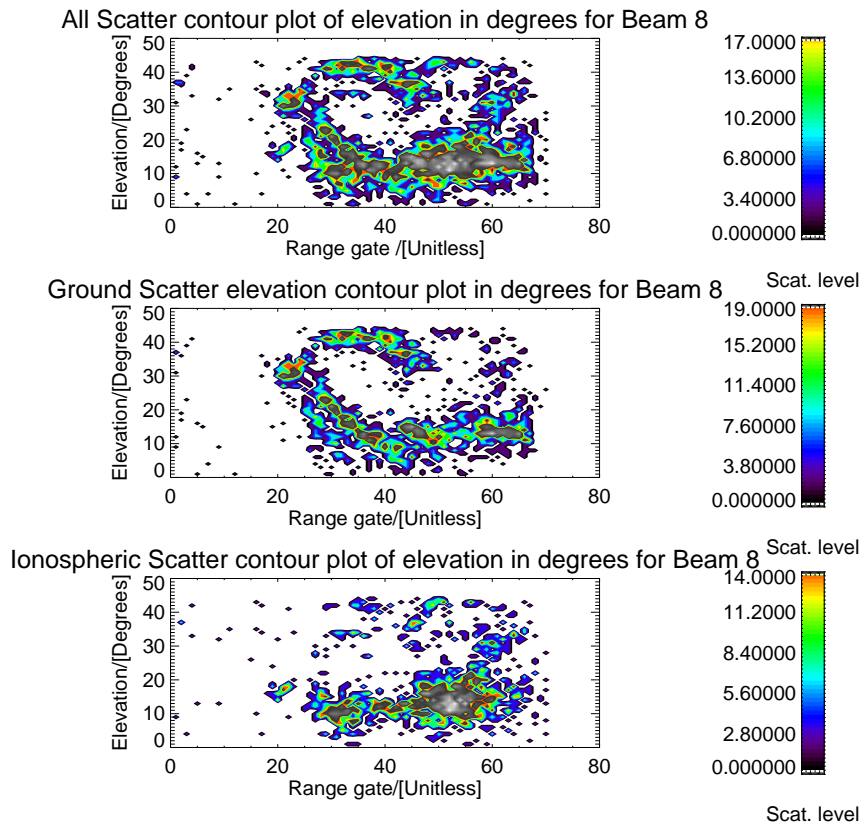 All Scatter contour plot of elevation in degrees for Beam 8
Elevation/[Degrees]
50
40
30
20
10
0
0 20 40 60 80
Range gate /[Unitless]
17.0000
13.6000
10.2000
6.80000
3.40000
0.000000
Scat. level
Ground Scatter elevation contour plot in degrees for Beam 8
Elevation/[Degrees]
50
40
30
20
10
0
0 20 40 60 80
Range gate/[Unitless]
19.0000
15.2000
11.4000
7.60000
3.80000
0.000000
Scat. level
Ionospheric Scatter contour plot of elevation in degrees for Beam 8
Elevation/[Degrees]
50
40
30
20
10
0
0 20 40 60 80
Range gate/[Unitless]
14.0000
11.2000
8.40000
5.60000
2.80000
0.000000
Scat. level